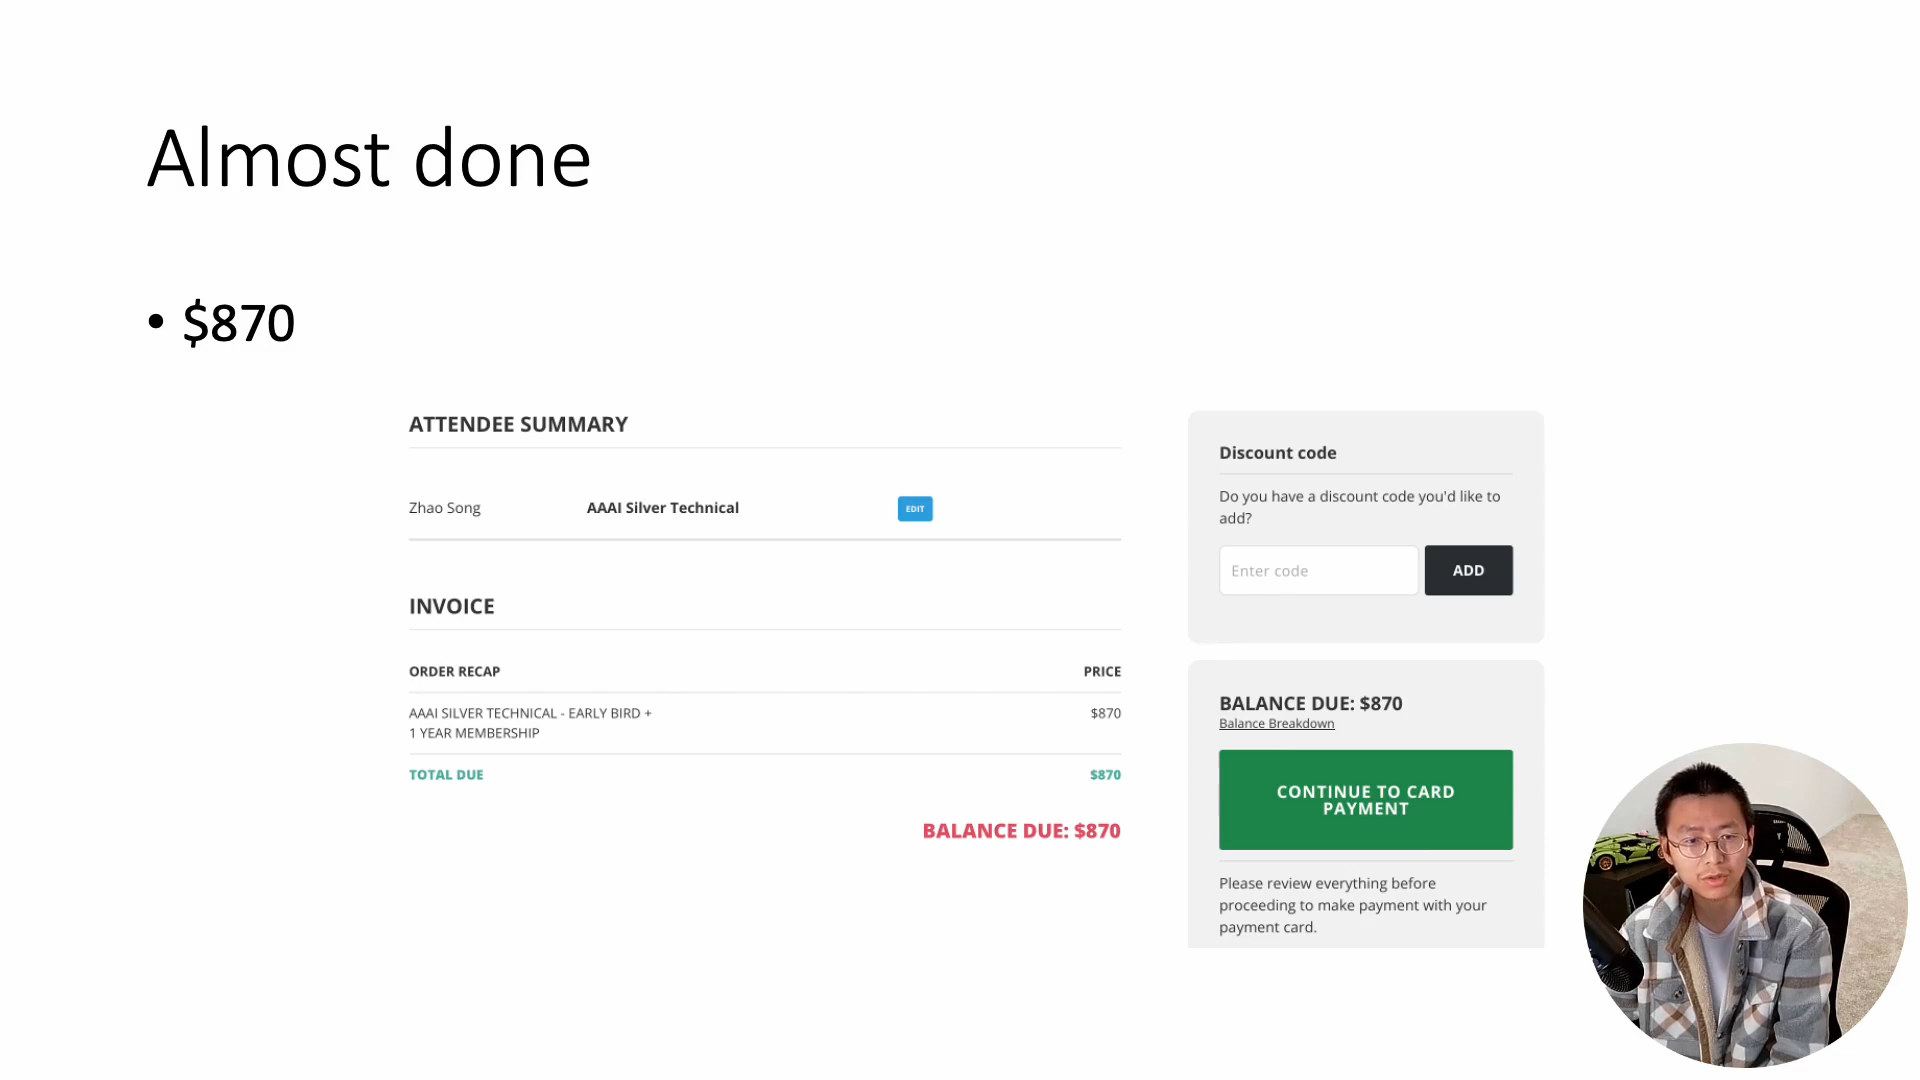 Almost done
• $870
ATTENDEE SUMMARY
Zhao Song AAAI Silver Technical EDIT
INVOICE
ORDER RECAP PRICE
AAAI SILVER TECHNICAL - EARLY BIRD + $870
1 YEAR MEMBERSHIP
TOTAL DUE $870
BALANCE DUE: $870
Discount code
Do you have a discount code you'd like to
add?
Enter code ADD
BALANCE DUE: $870
Balance Breakdown
CONTINUE TO CARD
PAYMENT
Please review everything before
proceeding to make payment with your
payment card.